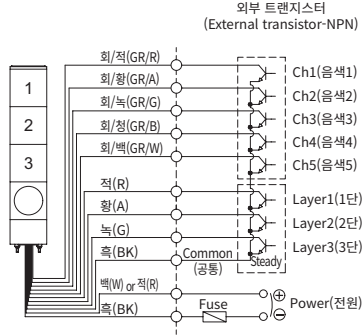 외부 트랜지스터
(External transistor-NPN)
회/적(GR/R)
회/황(GR/A)
회/녹(GR/G)
회/청(GR/B)
회/백(GR/W)
Ch1(음색1)
Ch2(음색2)
Ch3(음색3)
Ch4(음색4)
Ch5(음색5)
1
2
3
적(R)
황(A)
녹(G)
흑(BK)
Common
(공통)
Steady
Layer1(1단)
Layer2(2단)
Layer3(3단)
백(W) or 적(R)
흑(BK)
Fuse
Power(전원)